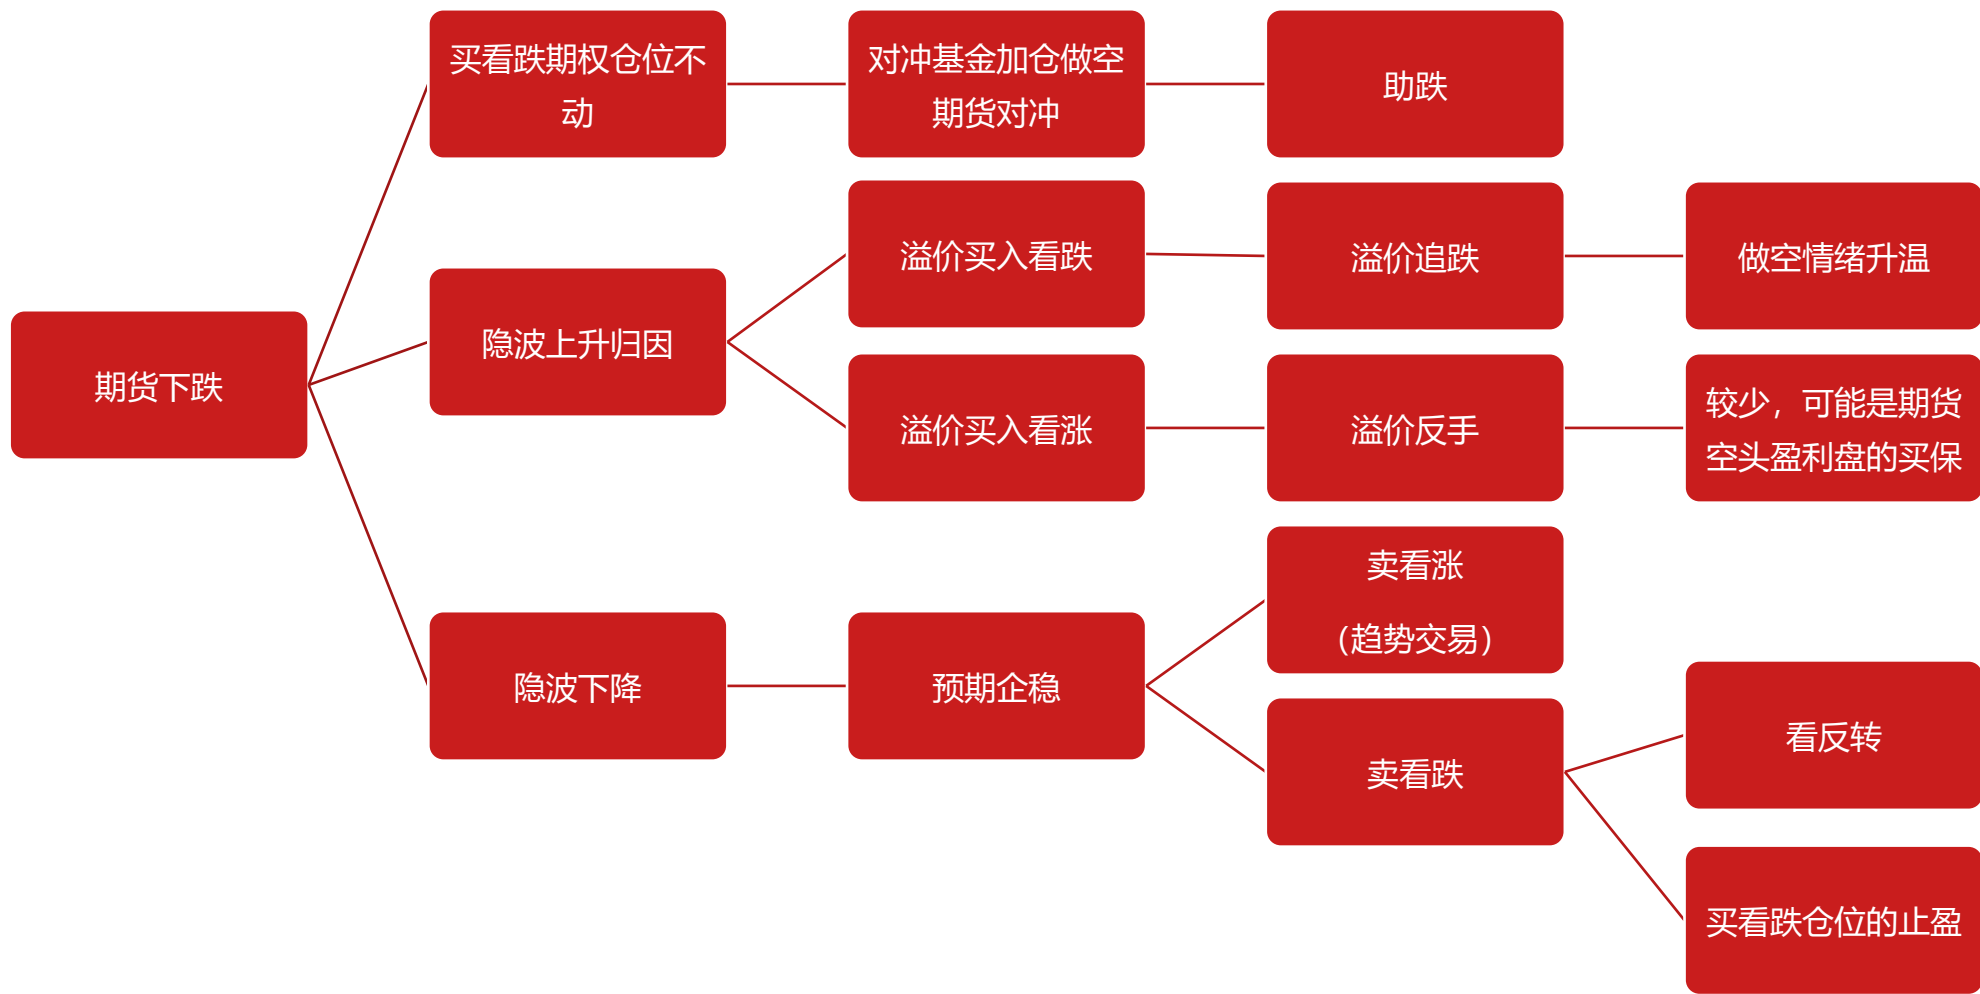 期货下跌
买看跌期权仓位不
动
对冲基金加仓做空
期货对冲
助跌
隐波上升归因
溢价买入看跌
溢价追跌
做空情绪升温
溢价买入看涨
溢价反手
较少，可能是期货
空头盈利盘的买保
隐波下降
预期企稳
卖看涨
（趋势交易）
卖看跌
看反转
买看跌仓位的止盈